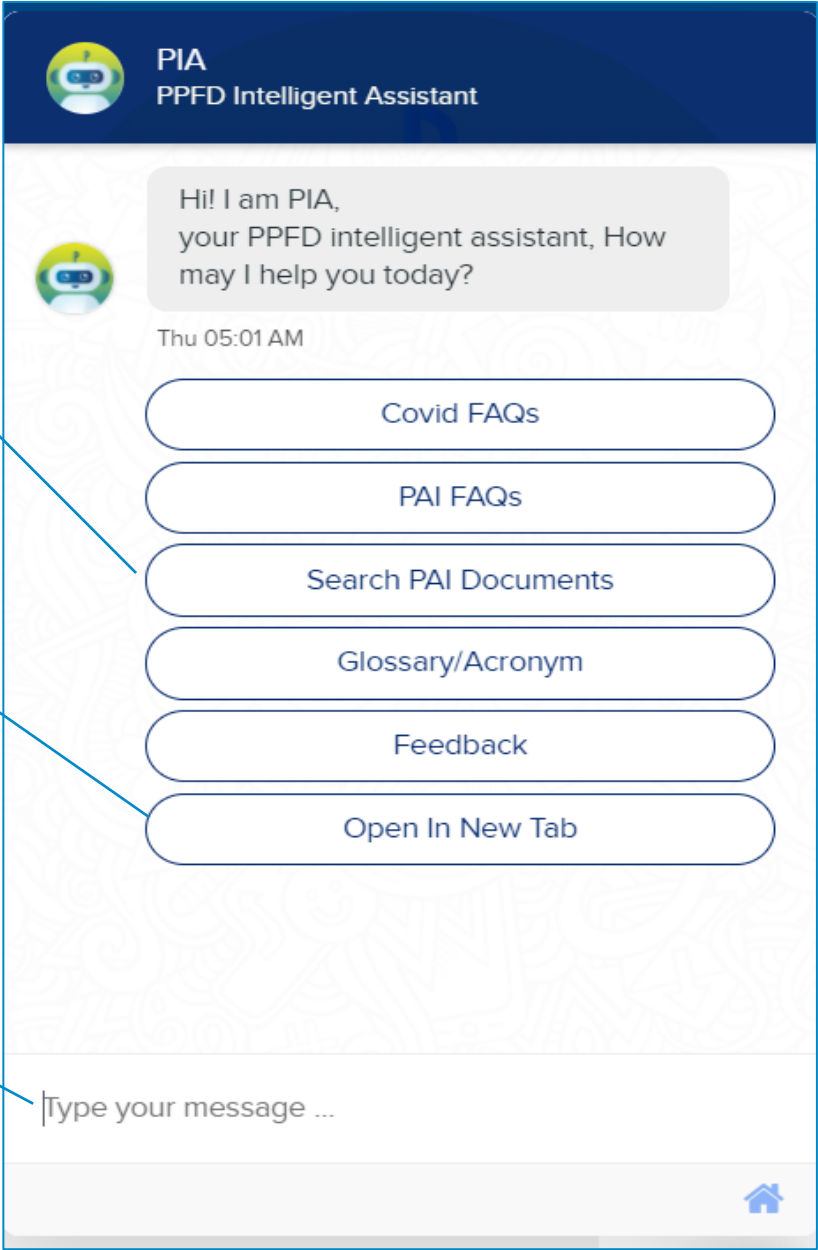 PIA
PPFD Intelligent Assistant
Hi! I am PIA,
your PPFD intelligent assistant, How
may I help you today?
Thu 05:01 AM
Covid FAQs
PAI FAQs
Search PAI Documents
Glossary/Acronym
Feedback
Open In New Tab
Type your message ...